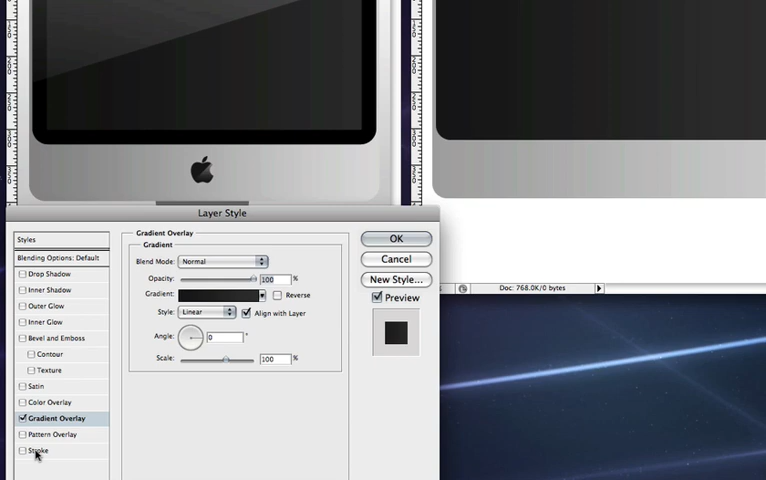 Layer Style
Styles
Blending Options: Default
Drop Shadow
Inner Shadow
Outer Glow
Inner Glow
Bevel and Emboss
Contour
Texture
Satin
Color Overlay
Gradient Overlay
Pattern Overlay
Stroke
Gradient Overlay
Gradient
Blend Mode: Normal
Opacity: 100 %
Gradient: Reverse
Style: Linear Align with Layer
Angle: 0 °
Scale: 100 %
OK
Cancel
New Style...
Preview
Doc: 768.0K/0 bytes